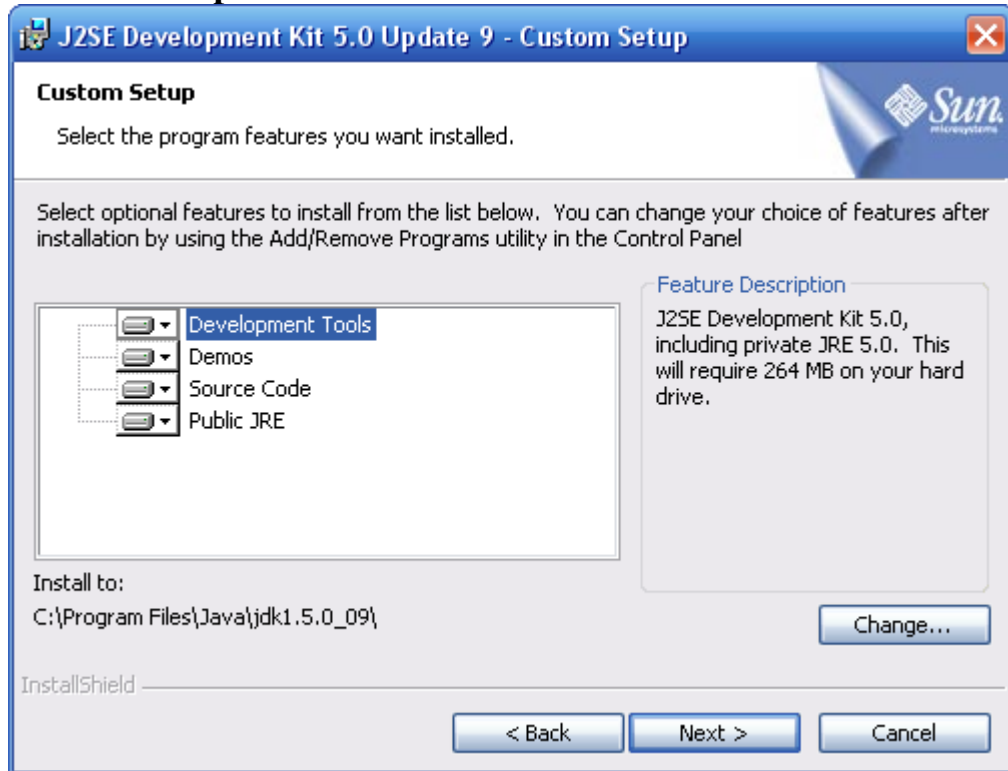 J2SE Development Kit 5.0 Update 9 - Custom Setup
Custom Setup
Select the program features you want installed.
Sun.
microsystems
Select optional features to install from the list below. You can change your choice of features after
installation by using the Add/Remove Programs utility in the Control Panel
Development Tools
Demos
Source Code
Public JRE
Feature Description
J2SE Development Kit 5.0,
including private JRE 5.0. This
will require 264 MB on your hard
drive.
Install to:
C:\Program Files\Java\jdk1.5.0_09\
Change...
InstallShield
< Back
Next >
Cancel